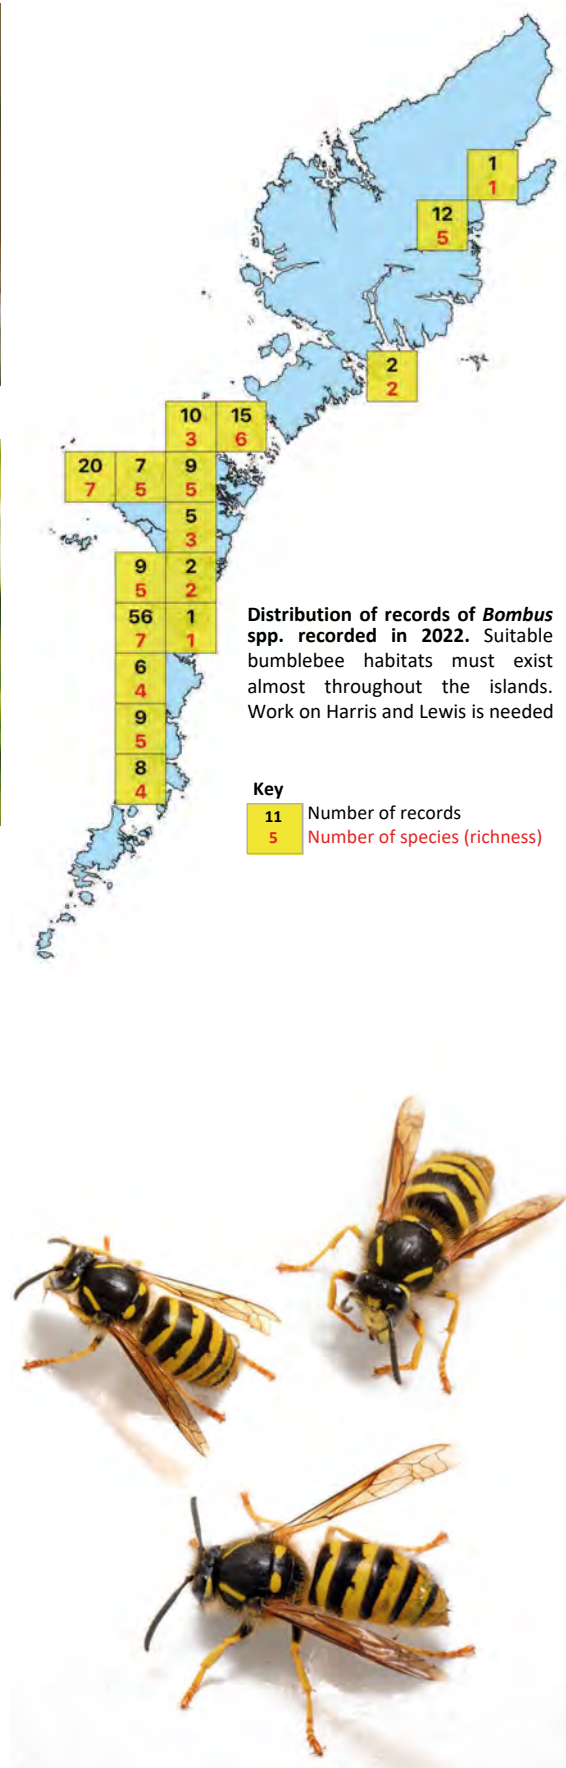 1
1
12
5
2
2
10 15
3 6
20 7 9
7 5 5
5
3
9 2
5 2
56 1
7 1
6
4
9
5
8
4
Distribution of records of Bombus
spp. recorded in 2022. Suitable
bumblebee habitats must exist
almost throughout the islands.
Work on Harris and Lewis is needed
Key
11 Number of records
5 Number of species (richness)